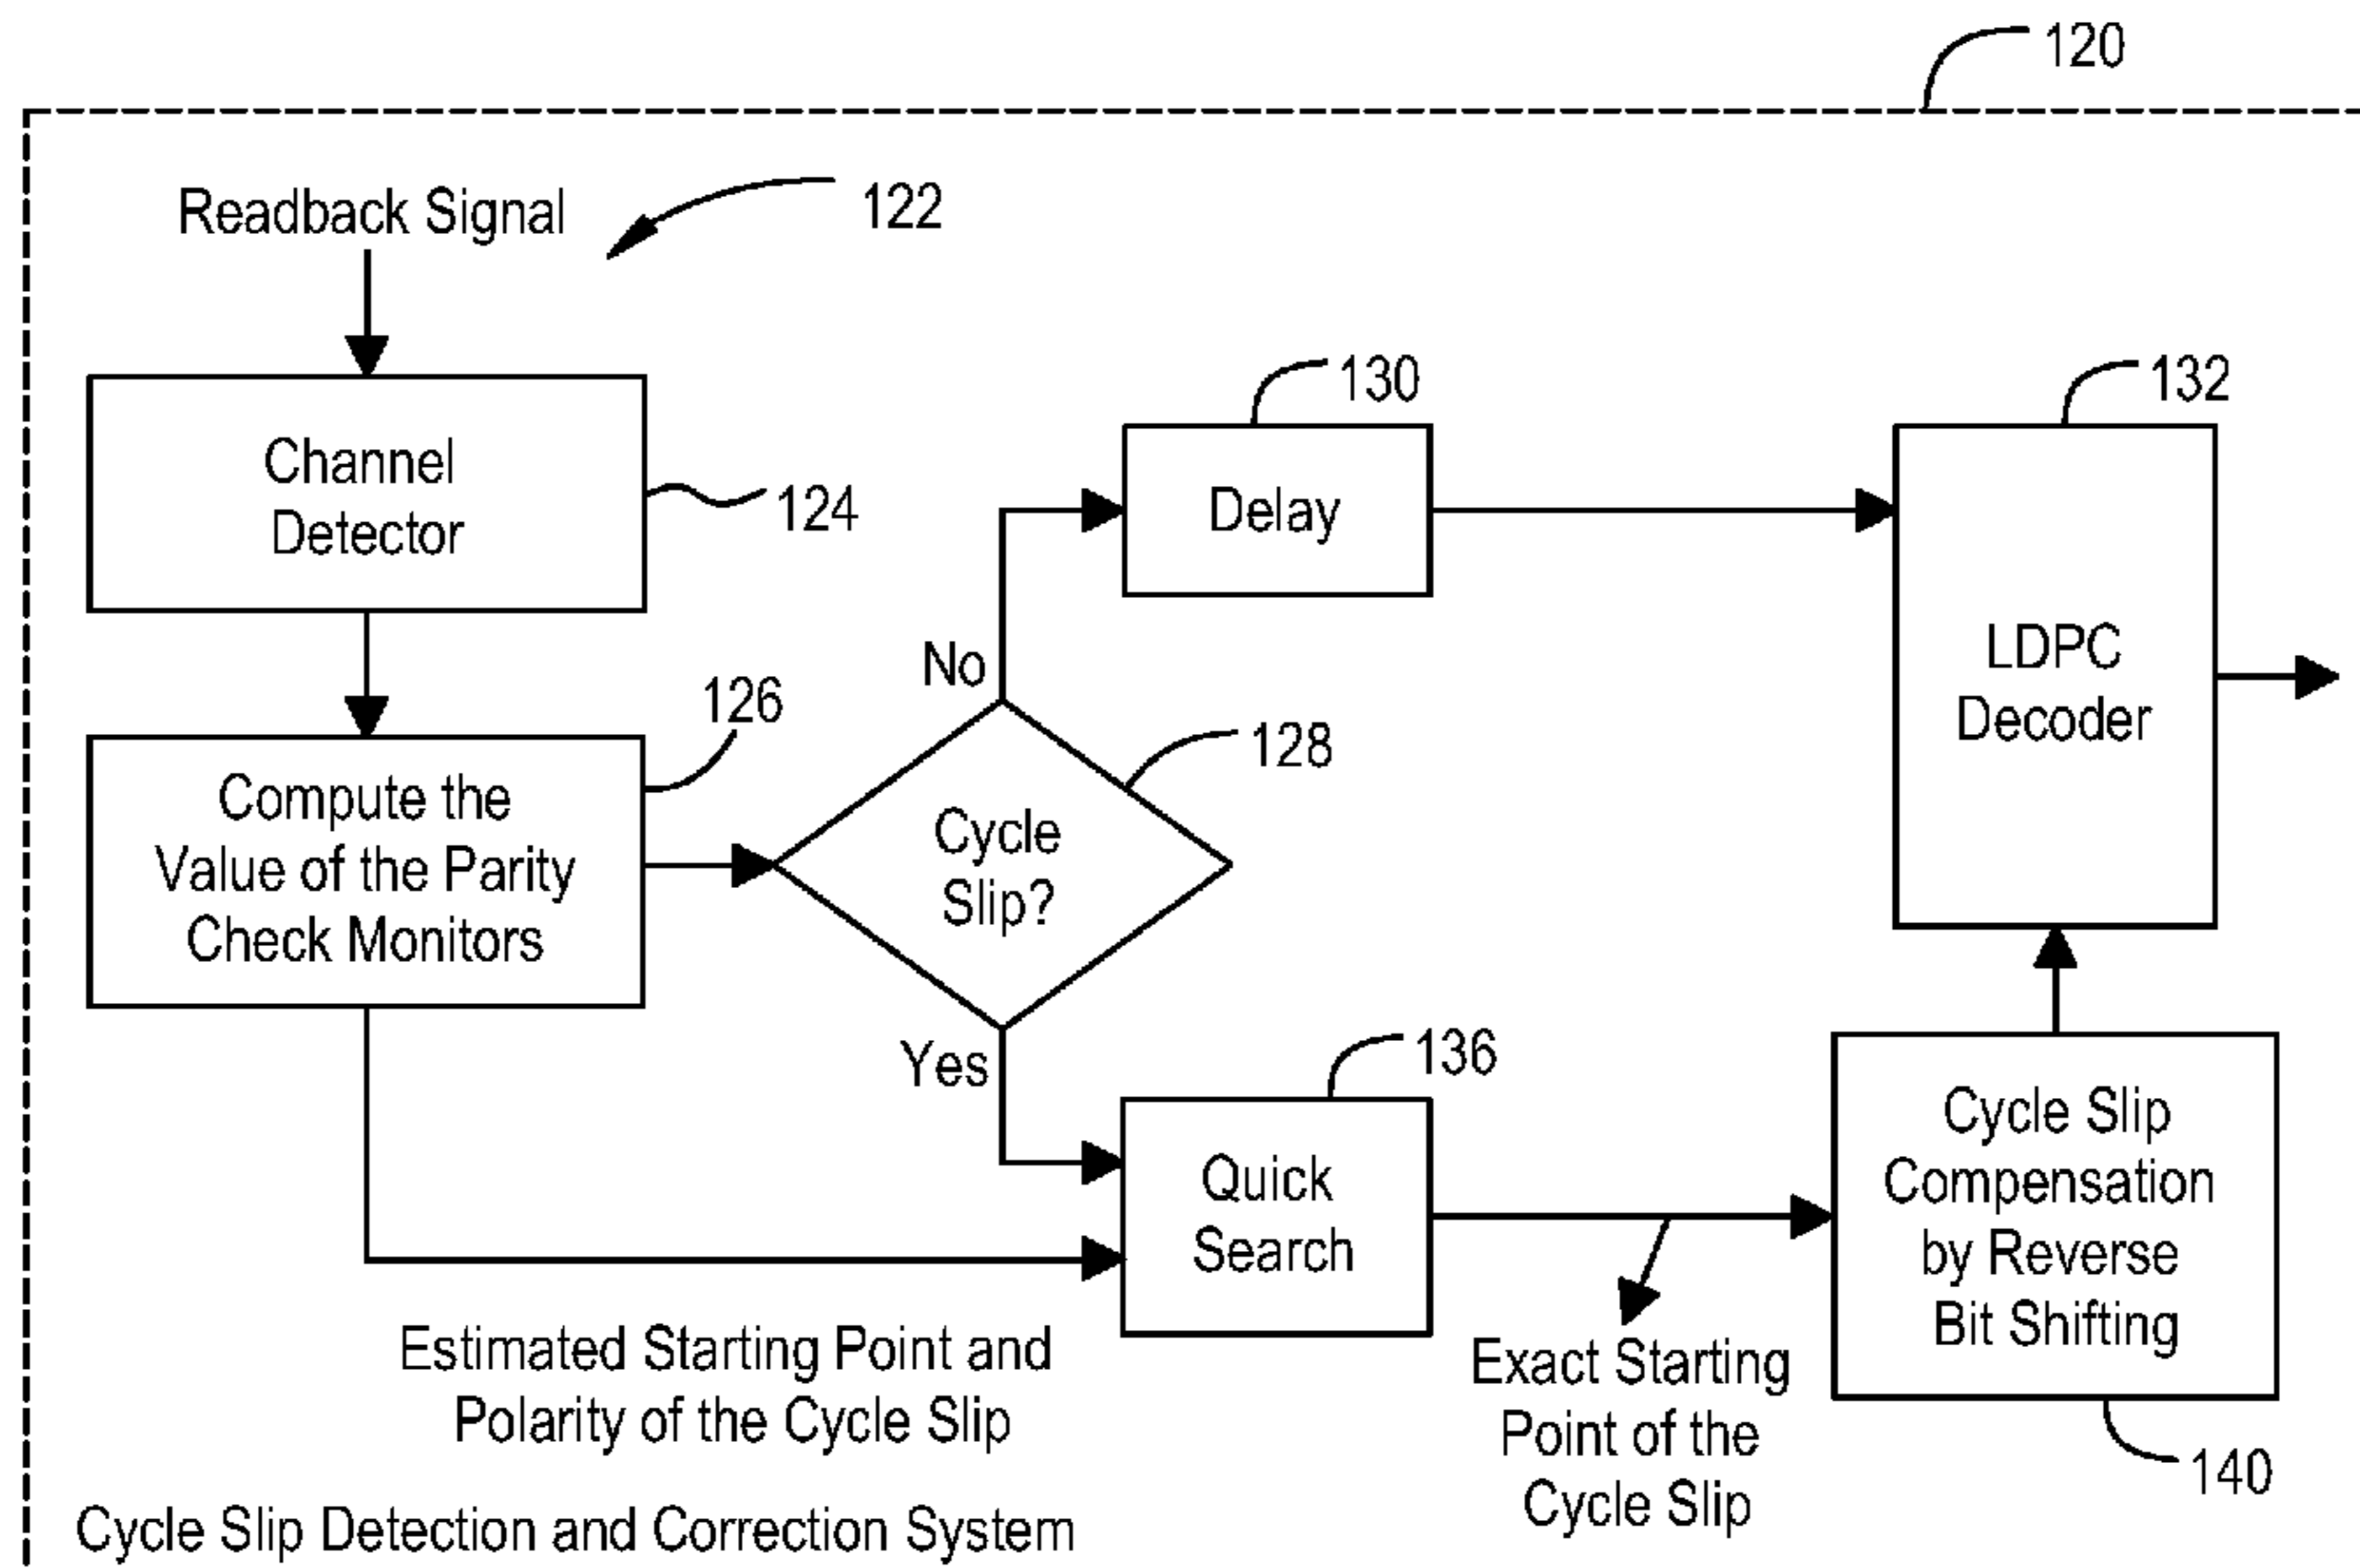 120
Readback Signal
122
Channel
Detector
124
130
Delay
132
LDPC
Decoder
No
126
Compute the
Value of the Parity
Check Monitors
128
Cycle
Slip?
Yes
136
Quick
Search
Cycle Slip
Compensation
by Reverse
Bit Shifting
140
Estimated Starting Point and
Polarity of the Cycle Slip
Exact Starting
Point of the
Cycle Slip
Cycle Slip Detection and Correction System